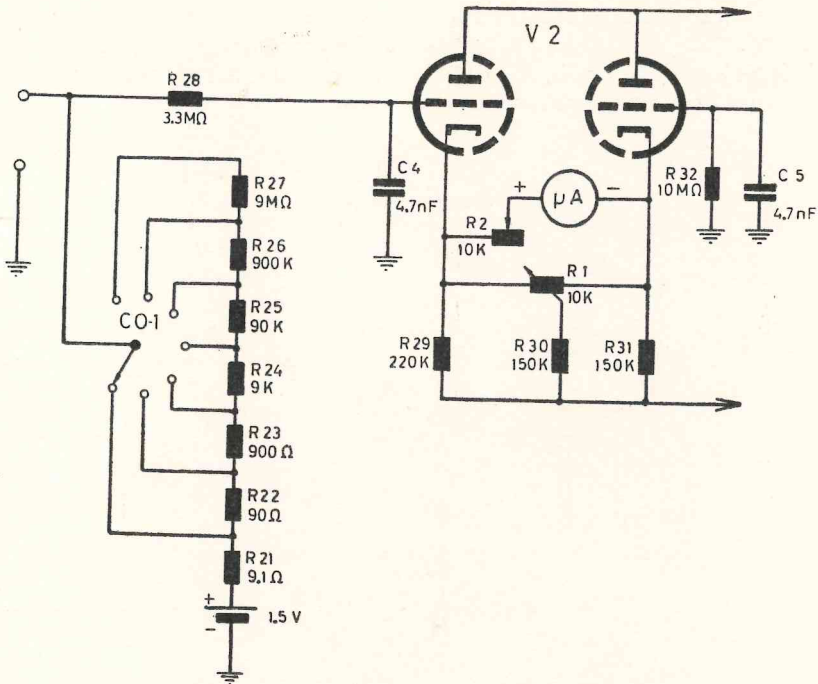 V 2
R 28
3.3MΩ
C 4
4.7nF
R 32
10MΩ
C 5
4.7nF
R 27
9MΩ
+
μA
−
R 2
10K
R 26
900 K
R 1
10K
R 25
90 K
CO-1
R 24
9 K
R 29
220K
R 30
150K
R 31
150K
R 23
900 Ω
R 22
90 Ω
R 21
9.1 Ω
+
−
1.5 V